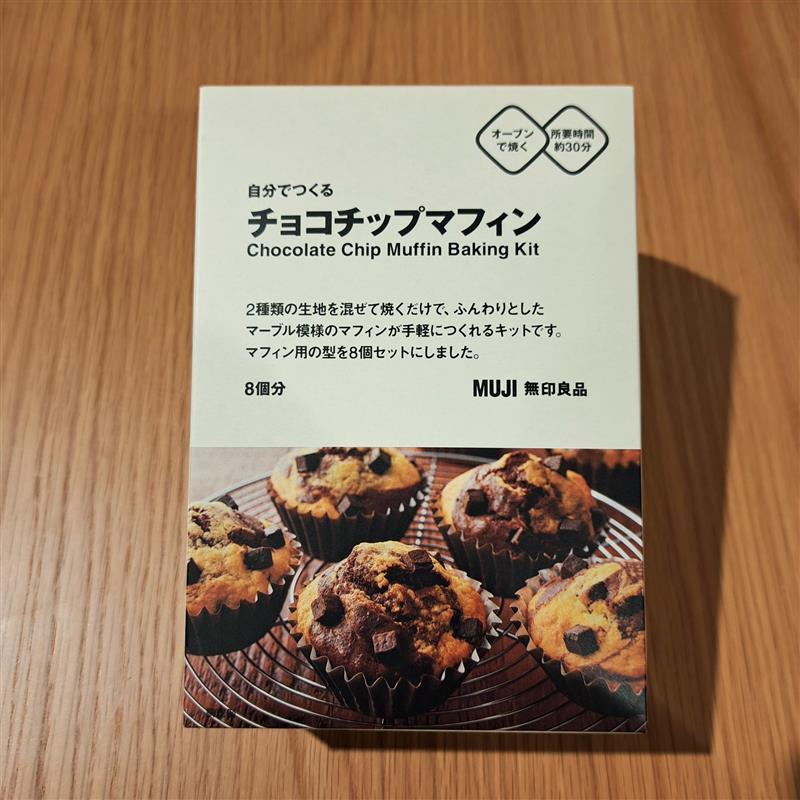 オーブン
で焼く
所要時間
約30分
自分でつくる
チョコチップマフィン
Chocolate Chip Muffin Baking Kit
2種類の生地を混ぜて焼くだけで、ふんわりとした
マーブル模様のマフィンが手軽につくれるキットです。
マフィン用の型を8個セットにしました。
8個分
MUJI 無印良品